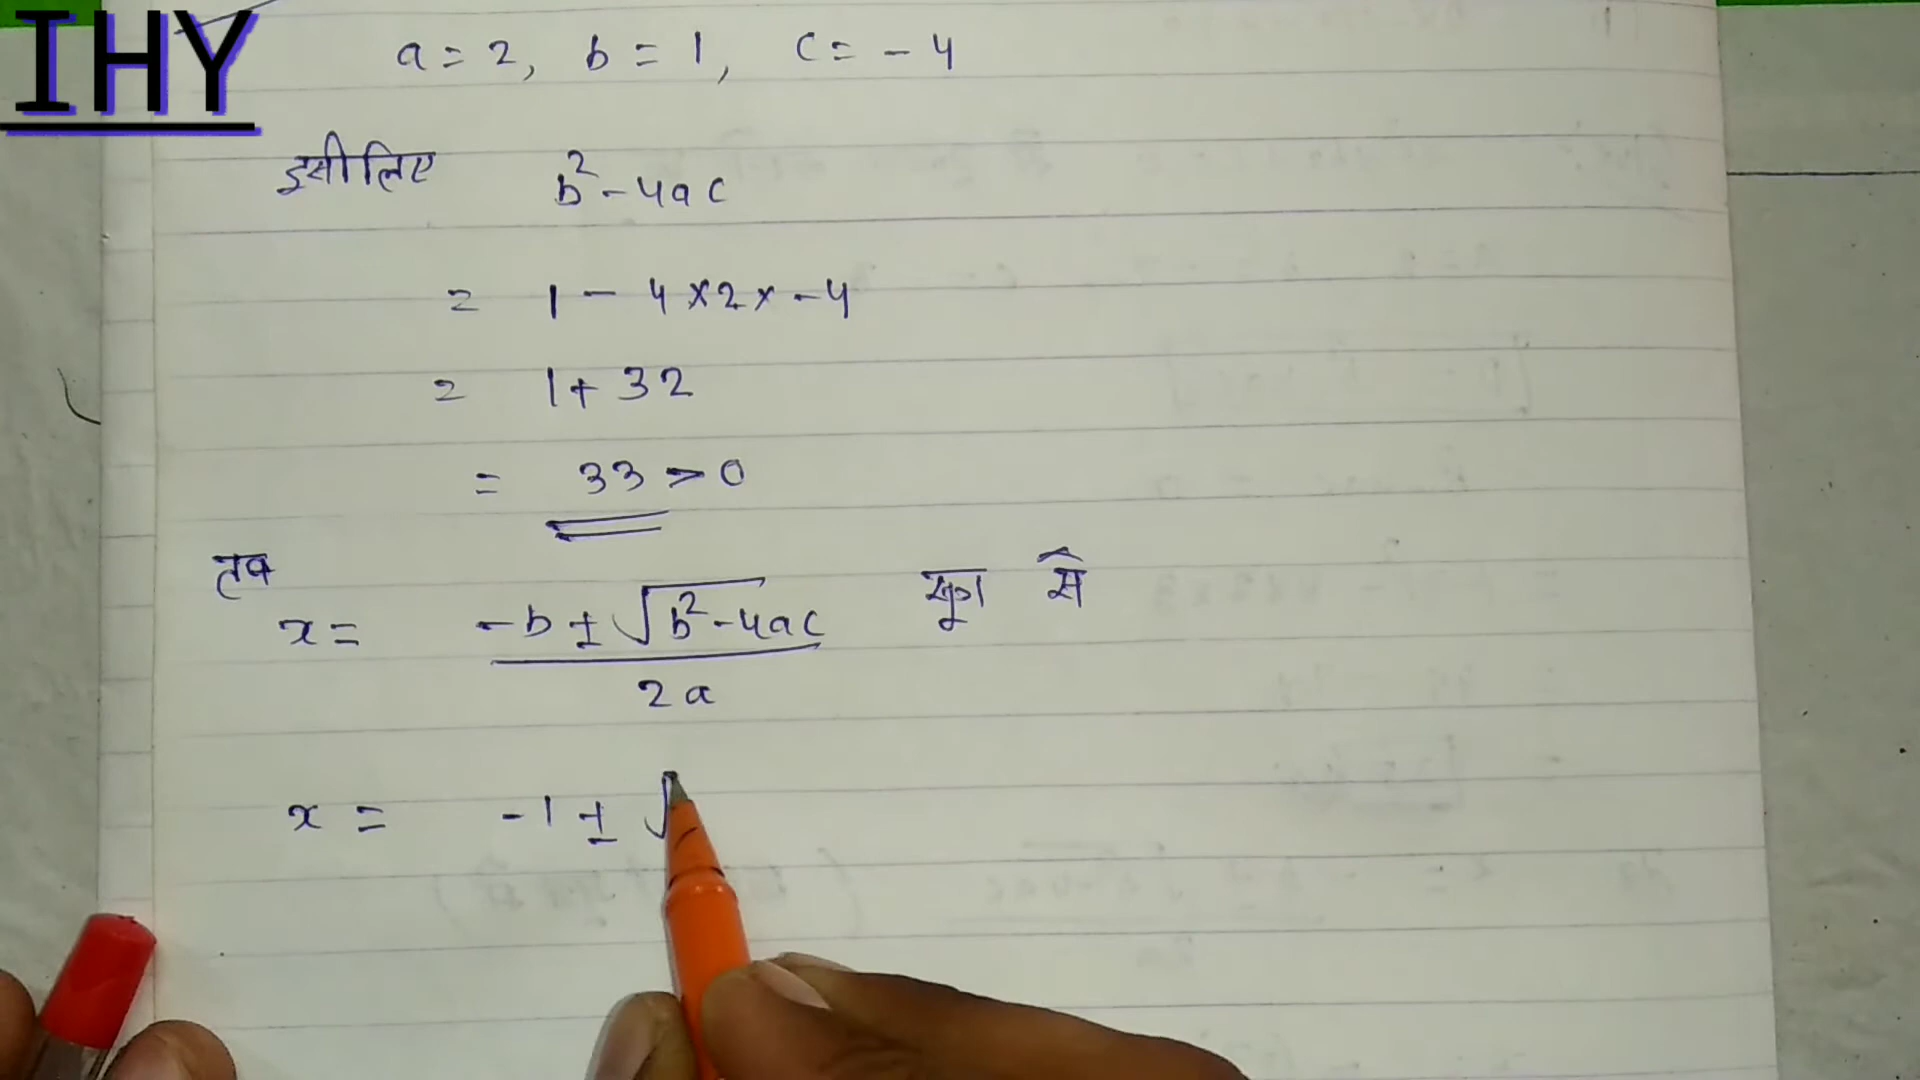 IHY
a = 2, b = 1, c = - 4
इसीलिए b² - 4ac
= 1 - 4 × 2 × - 4
= 1 + 32
= 33 > 0
तब
x = -b ± √b² - 4ac / 2a सूत्र से
x = -1 ± √